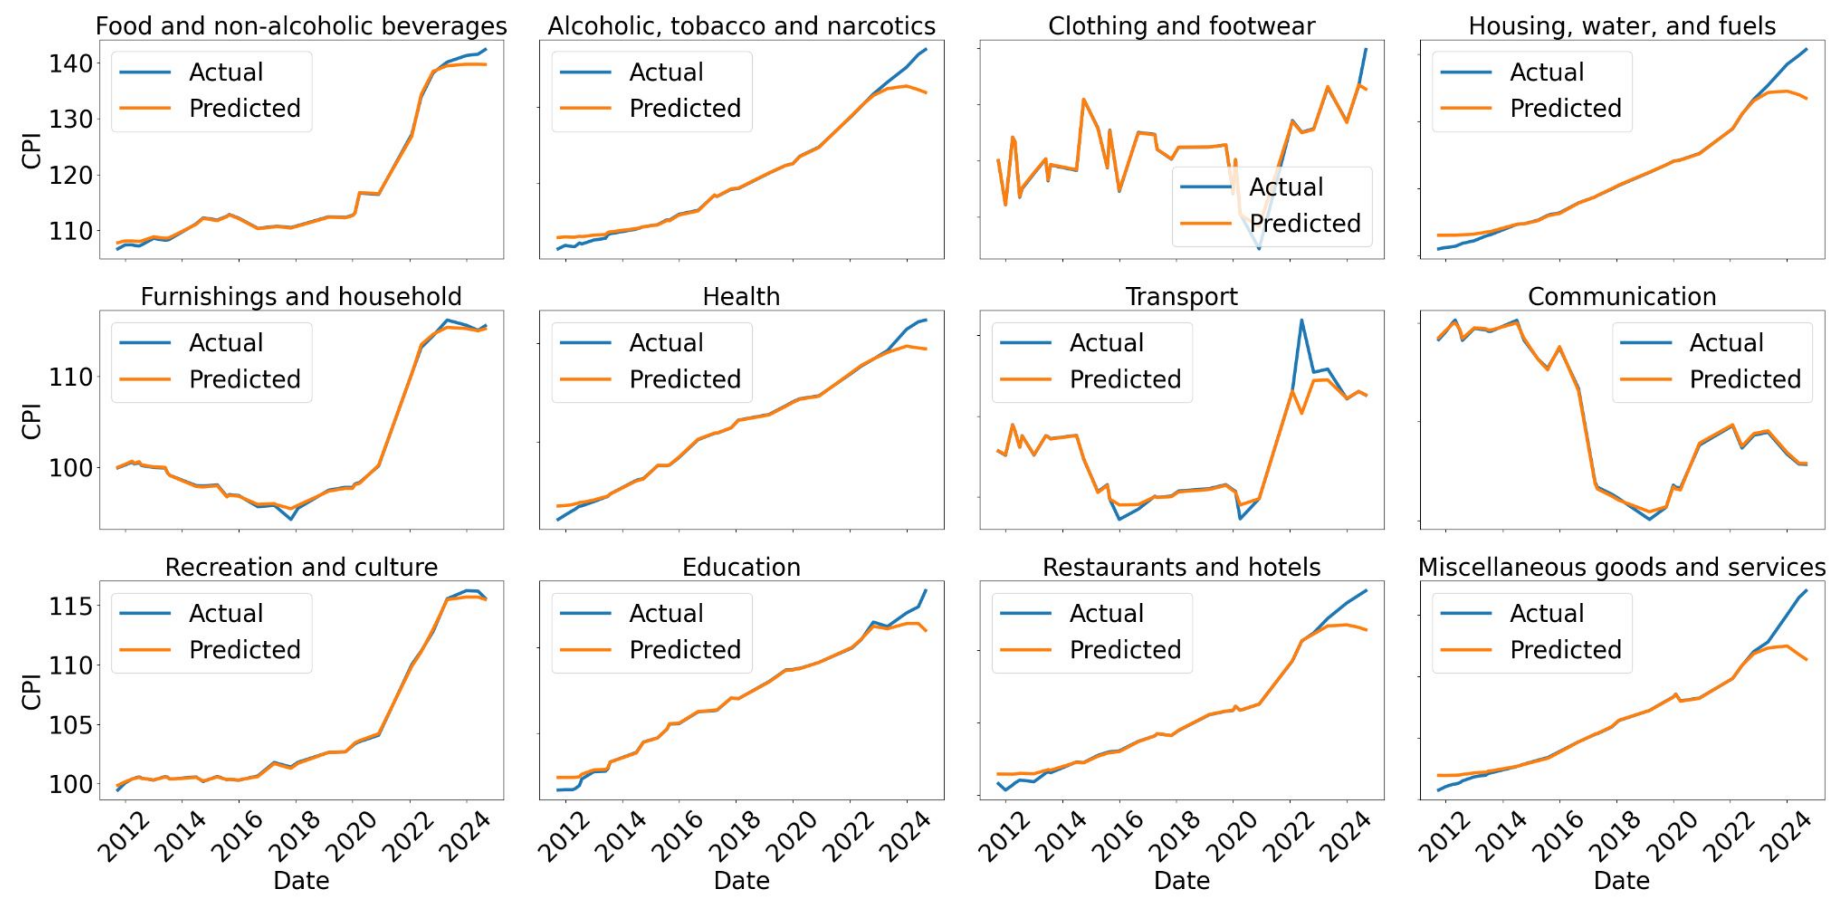 Food and non-alcoholic beverages
Alcoholic, tobacco and narcotics
Clothing and footwear
Housing, water, and fuels
CPI
140
130
120
110
Actual
Predicted
Actual
Predicted
Actual
Predicted
Actual
Predicted
Furnishings and household
Health
Transport
Communication
CPI
110
100
Actual
Predicted
Actual
Predicted
Actual
Predicted
Actual
Predicted
Recreation and culture
Education
Restaurants and hotels
Miscellaneous goods and services
CPI
115
110
105
100
Actual
Predicted
Actual
Predicted
Actual
Predicted
Actual
Predicted
2012 2014 2016 2018 2020 2022 2024
2012 2014 2016 2018 2020 2022 2024
2012 2014 2016 2018 2020 2022 2024
2012 2014 2016 2018 2020 2022 2024
Date
Date
Date
Date